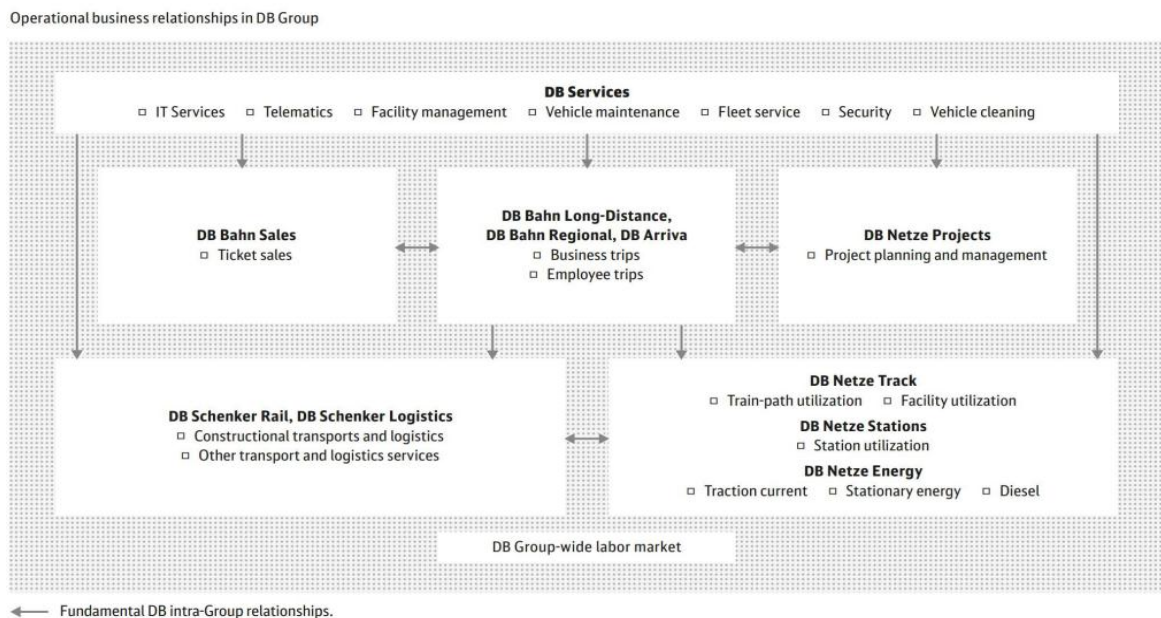 Operational business relationships in DB Group
DB Services
□ IT Services □ Telematics □ Facility management □ Vehicle maintenance □ Fleet service □ Security □ Vehicle cleaning
DB Bahn Sales
□ Ticket sales
DB Bahn Long-Distance,
DB Bahn Regional, DB Arriva
□ Business trips
□ Employee trips
DB Netze Projects
□ Project planning and management
DB Schenker Rail, DB Schenker Logistics
□ Constructional transports and logistics
□ Other transport and logistics services
DB Netze Track
□ Train-path utilization □ Facility utilization
DB Netze Stations
□ Station utilization
DB Netze Energy
□ Traction current □ Stationary energy □ Diesel
DB Group-wide labor market
Fundamental DB intra-Group relationships.